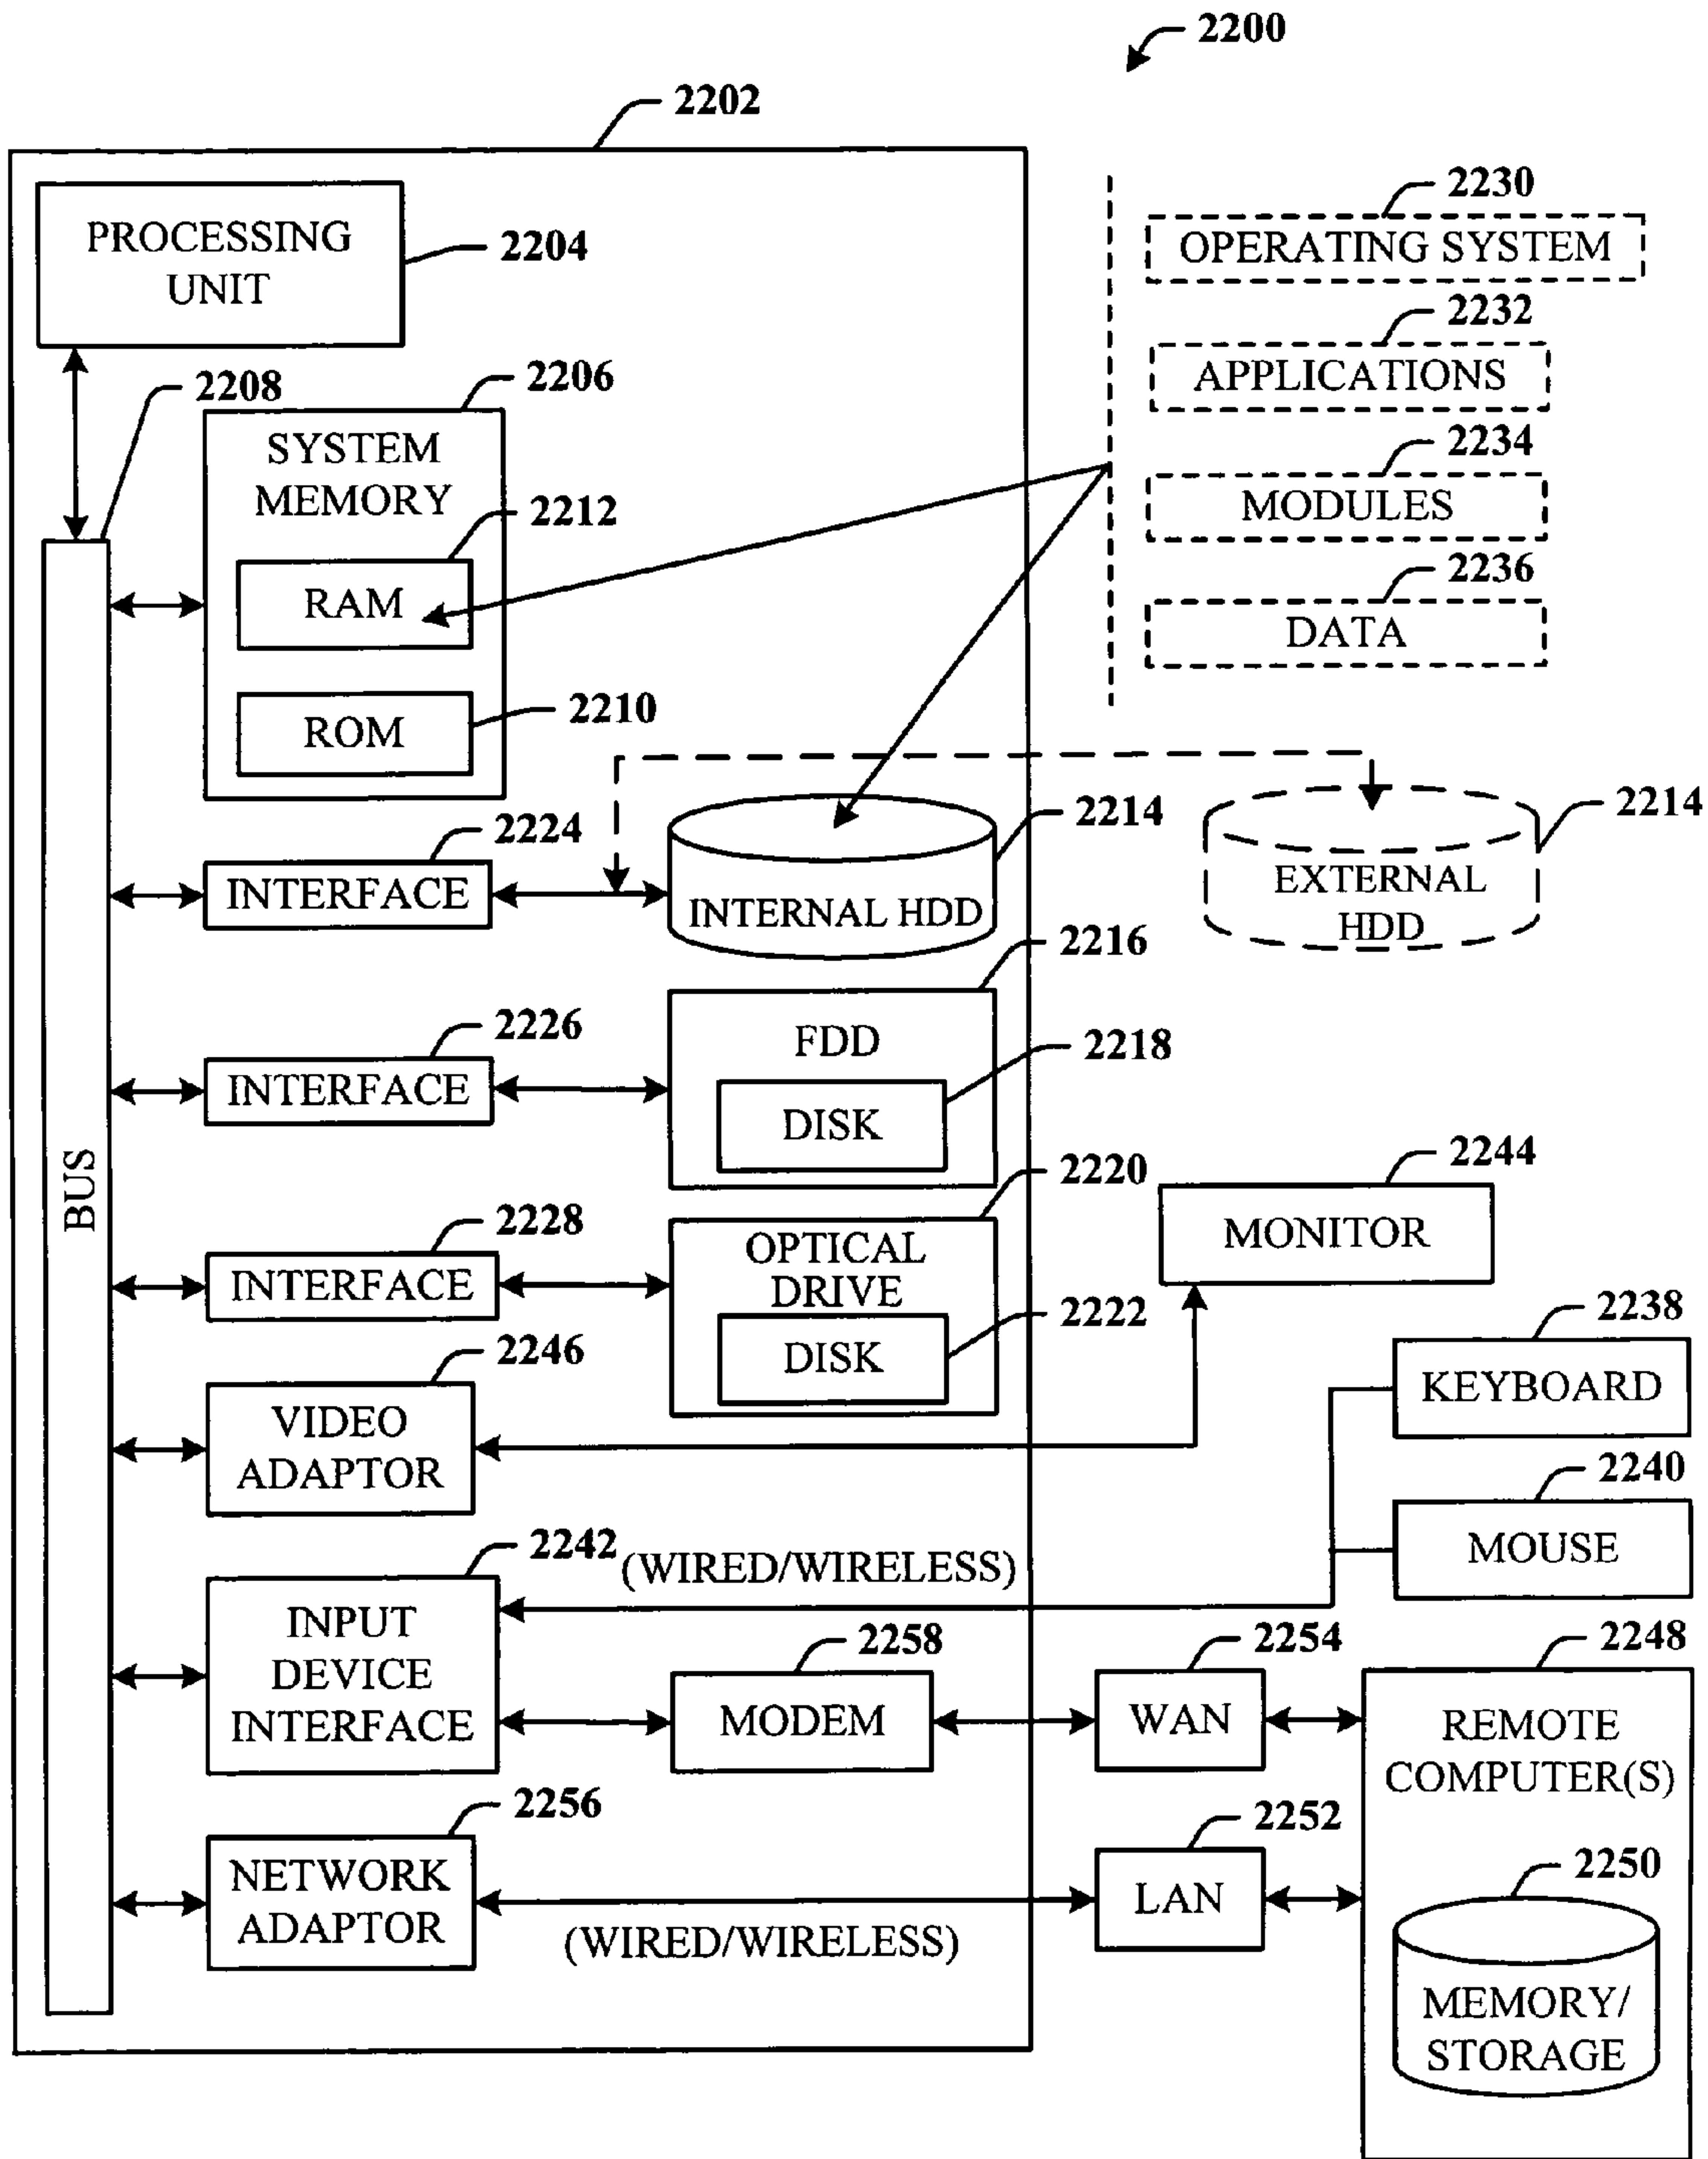 2200
2202
PROCESSING
UNIT
2204
2230
OPERATING SYSTEM
2232
APPLICATIONS
2234
MODULES
2236
DATA
2208
2206
SYSTEM
MEMORY
2212
RAM
2210
ROM
2224
INTERFACE
2214
INTERNAL HDD
2214
EXTERNAL
HDD
2216
FDD
2226
INTERFACE
2218
DISK
BUS
2220
OPTICAL
DRIVE
2228
INTERFACE
2222
DISK
2244
MONITOR
2246
VIDEO
ADAPTOR
2238
KEYBOARD
2240
MOUSE
2242
(WIRED/WIRELESS)
INPUT
DEVICE
INTERFACE
2258
MODEM
2254
WAN
2248
REMOTE
COMPUTER(S)
2256
NETWORK
ADAPTOR
(WIRED/WIRELESS)
2252
LAN
2250
MEMORY/
STORAGE